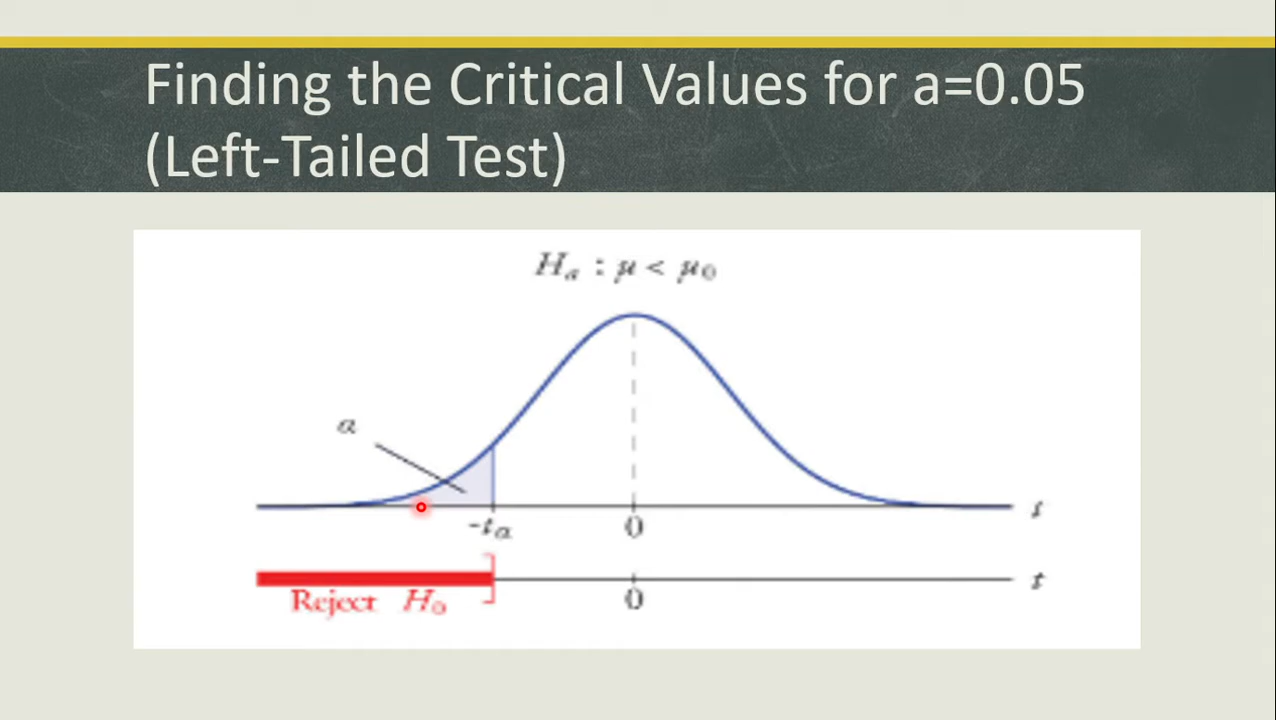 Finding the Critical Values for a=0.05
(Left-Tailed Test)
Hₐ : μ < μ₀
α
-tα
0
t
Reject H₀
0
t